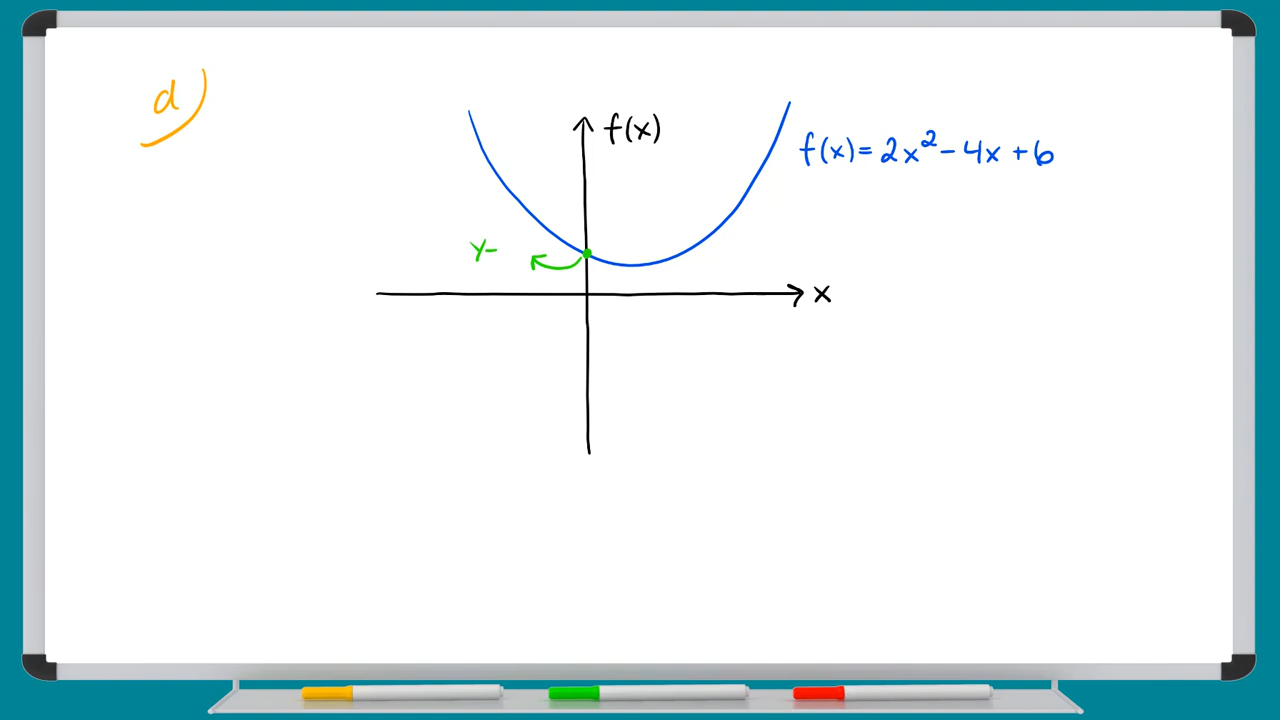 d)
f(x)
f(x)= 2x²- 4x + 6
y-
x